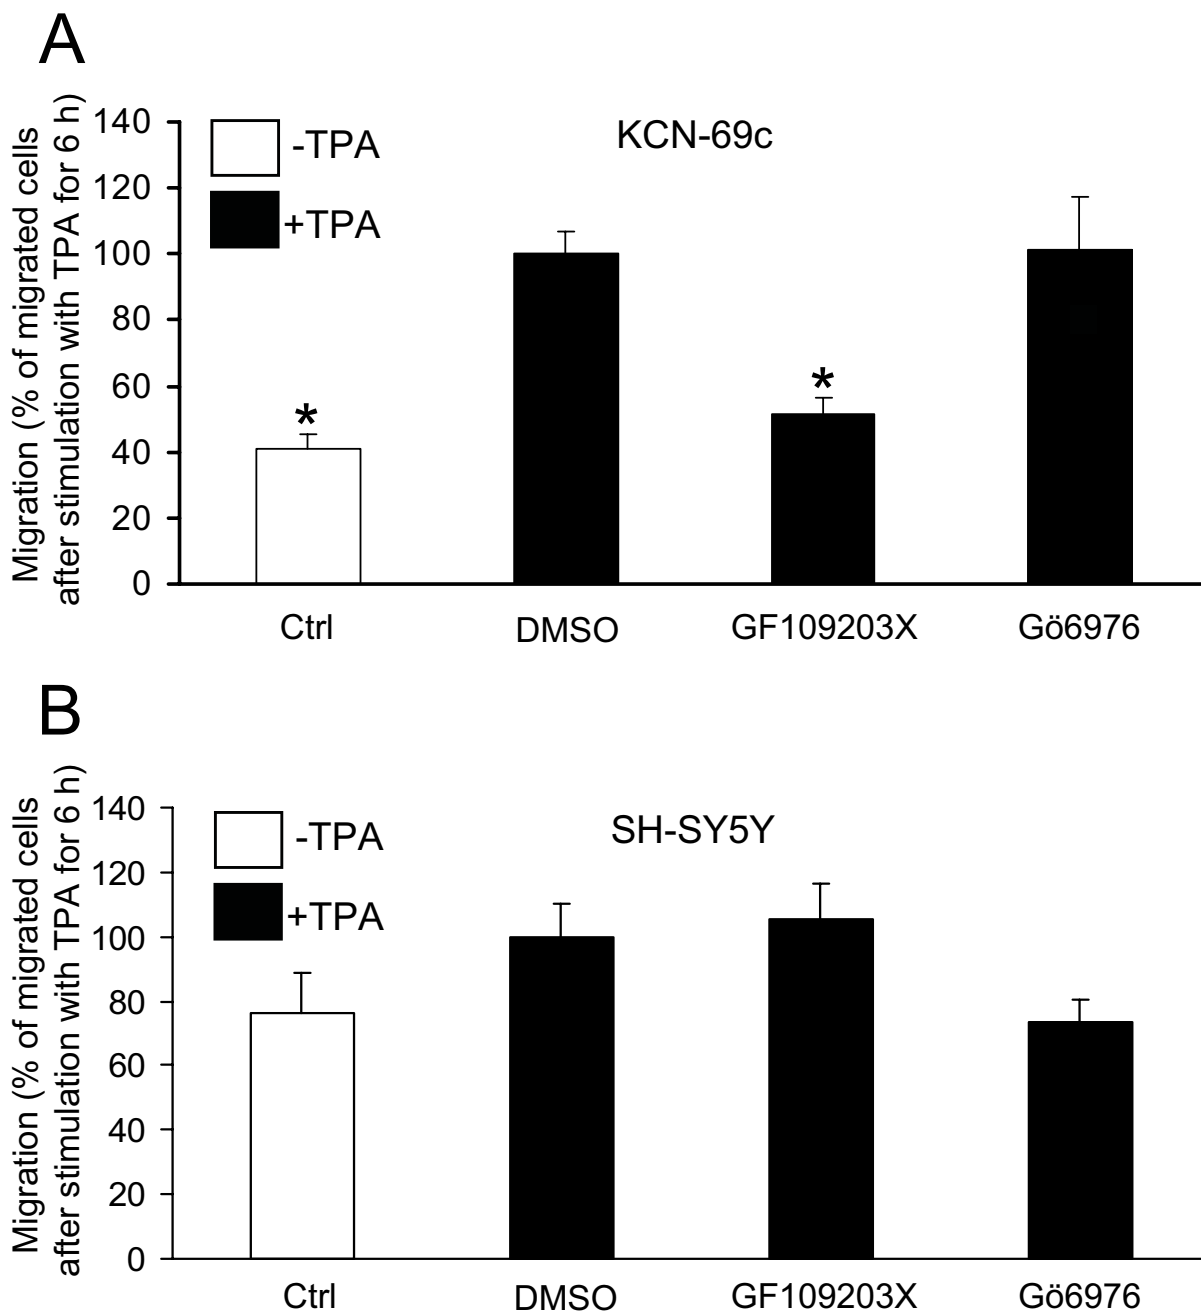 A
Migration (% of migrated cells
after stimulation with TPA for 6 h)
140
120
100
80
60
40
20
0
-TPA
+TPA
KCN-69c
*
*
Ctrl
DMSO
GF109203X
Gö6976
B
Migration (% of migrated cells
after stimulation with TPA for 6 h)
140
120
100
80
60
40
20
0
-TPA
+TPA
SH-SY5Y
Ctrl
DMSO
GF109203X
Gö6976